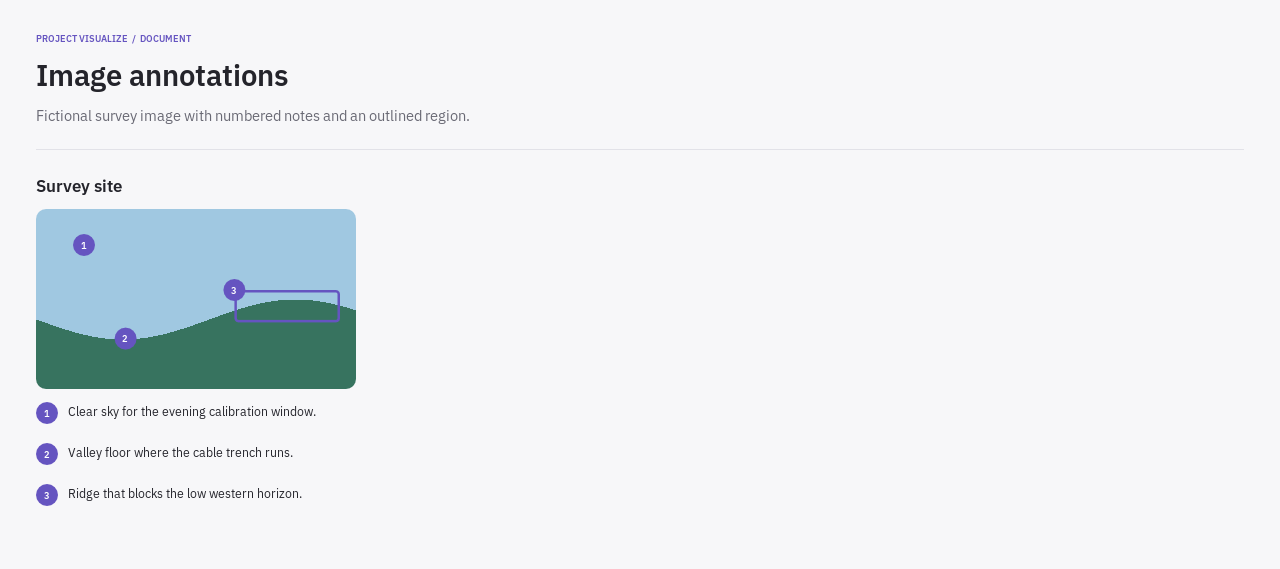 PROJECT VISUALIZE / DOCUMENT
Image annotations
Fictional survey image with numbered notes and an outlined region.
Survey site
1
3
2
1 Clear sky for the evening calibration window.
2 Valley floor where the cable trench runs.
3 Ridge that blocks the low western horizon.